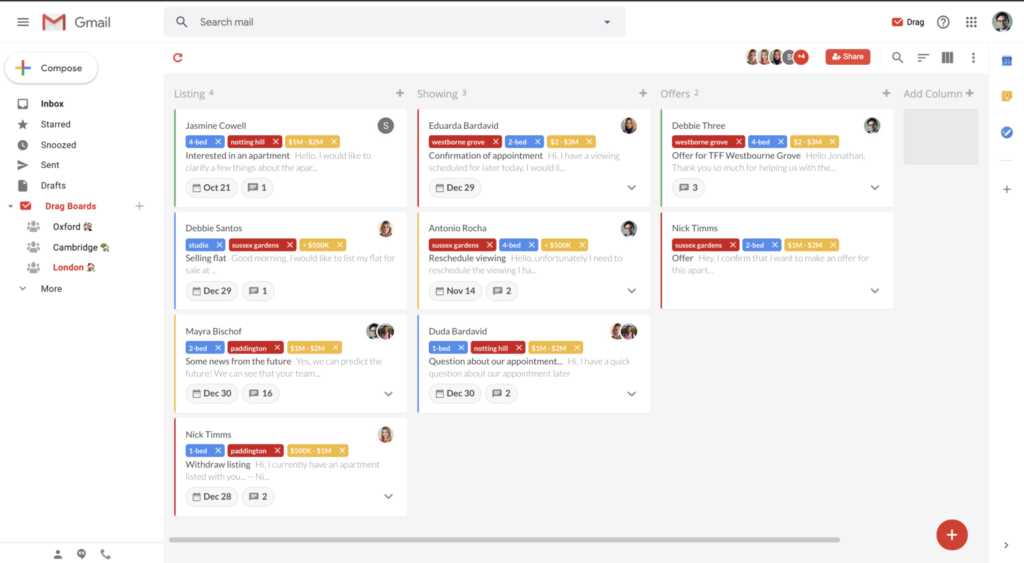 Gmail
Search mail
Drag
Compose
S
+4
Share
Inbox
Starred
Snoozed
Sent
Drafts
Drag Boards
Oxford
Cambridge
London
More
Listing 4
Jasmine Cowell
S
4-bed × notting hill × $1M - $2M ×
Interested in an apartment Hello, I would like to
clarify a few things about the apar...
Oct 21 1
Debbie Santos
studio × sussex gardens × < $500K ×
Selling flat Good morning, I would like to list my flat for
sale at ...
Dec 29 1
Mayra Bischof
2-bed × paddington × $1M - $2M ×
Some news from the future Yes, we can predict the
future! We can see that your team...
Dec 30 16
Nick Timms
1-bed × paddington × $500K - $1M ×
Withdraw listing Hi, I currently have an apartment
listed with you... -- Ni...
Dec 28 2
Showing 3
Eduarda Bardavid
westborne grove × 2-bed × $2 - $3M ×
Confirmation of appointment Hi, I have a viewing
scheduled for later today. I would li...
Dec 29
Antonio Rocha
sussex gardens × 4-bed × < $500K ×
Reschedule viewing Hello, unfortunately I need to
reschedule the viewing I ha...
Nov 14 2
Duda Bardavid
1-bed × notting hill × $1M - $2M ×
Question about our appointment... Hi, I have a quick
question about our appointment later
Dec 30 2
Offers 2
Debbie Three
westborne grove × 4-bed × $2 - $3M ×
Offer for TFF Westbourne Grove Hello Jonathan,
Thank you so much for helping us with the...
3
Nick Timms
sussex gardens × 2-bed × $1M - $2M ×
Offer Hey, I confirm that I want to make an offer for
this apart...
Add Column +